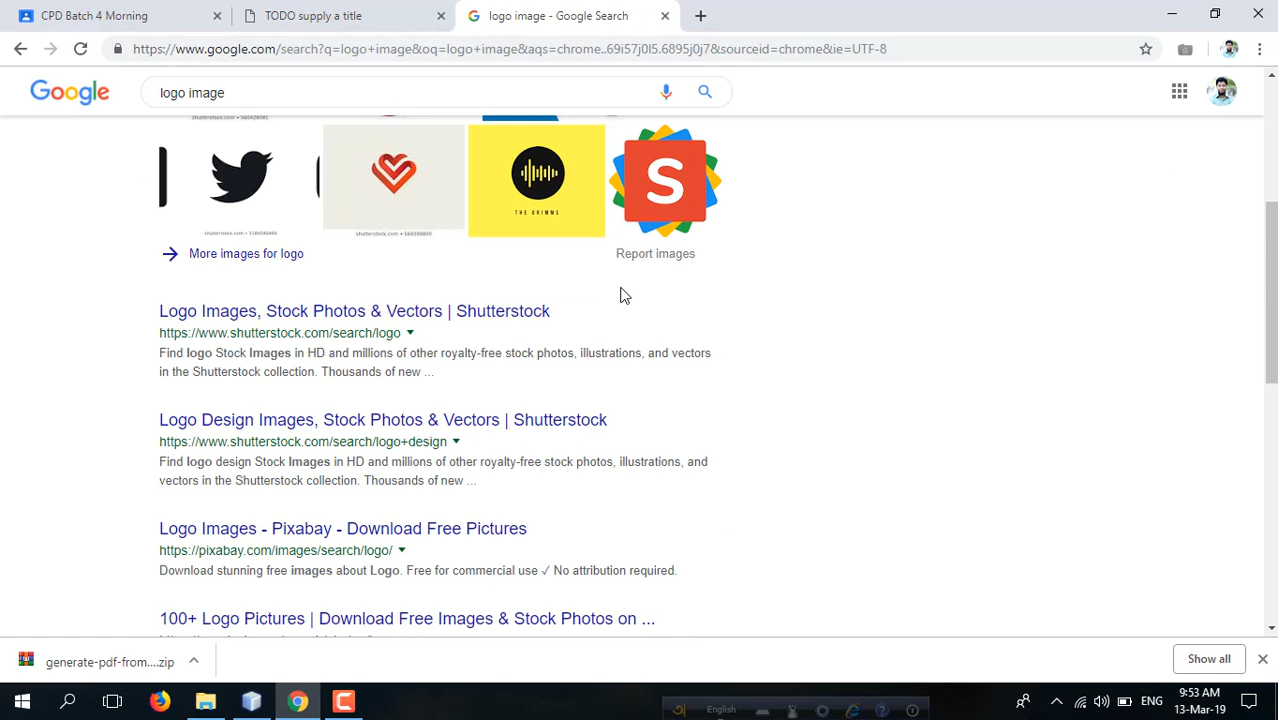 CPD Batch 4 Morning
TODO supply a title
logo image - Google Search
https://www.google.com/search?q=logo+image&oq=logo+image&aqs=chrome..69i57j0l5.6895j0j7&sourceid=chrome&ie=UTF-8
Google
logo image
shutterstock.com • 560429085
THE GRIMMS
S
shutterstock.com • 569390800
More images for logo
Report images
Logo Images, Stock Photos & Vectors | Shutterstock
https://www.shutterstock.com/search/logo
Find logo Stock Images in HD and millions of other royalty-free stock photos, illustrations, and vectors
in the Shutterstock collection. Thousands of new ...
Logo Design Images, Stock Photos & Vectors | Shutterstock
https://www.shutterstock.com/search/logo+design
Find logo design Stock Images in HD and millions of other royalty-free stock photos, illustrations, and
vectors in the Shutterstock collection. Thousands of new ...
Logo Images - Pixabay - Download Free Pictures
https://pixabay.com/images/search/logo/
Download stunning free images about Logo. Free for commercial use ✓ No attribution required.
100+ Logo Pictures | Download Free Images & Stock Photos on ...
generate-pdf-from....zip
Show all
English
ENG
9:53 AM
13-Mar-19